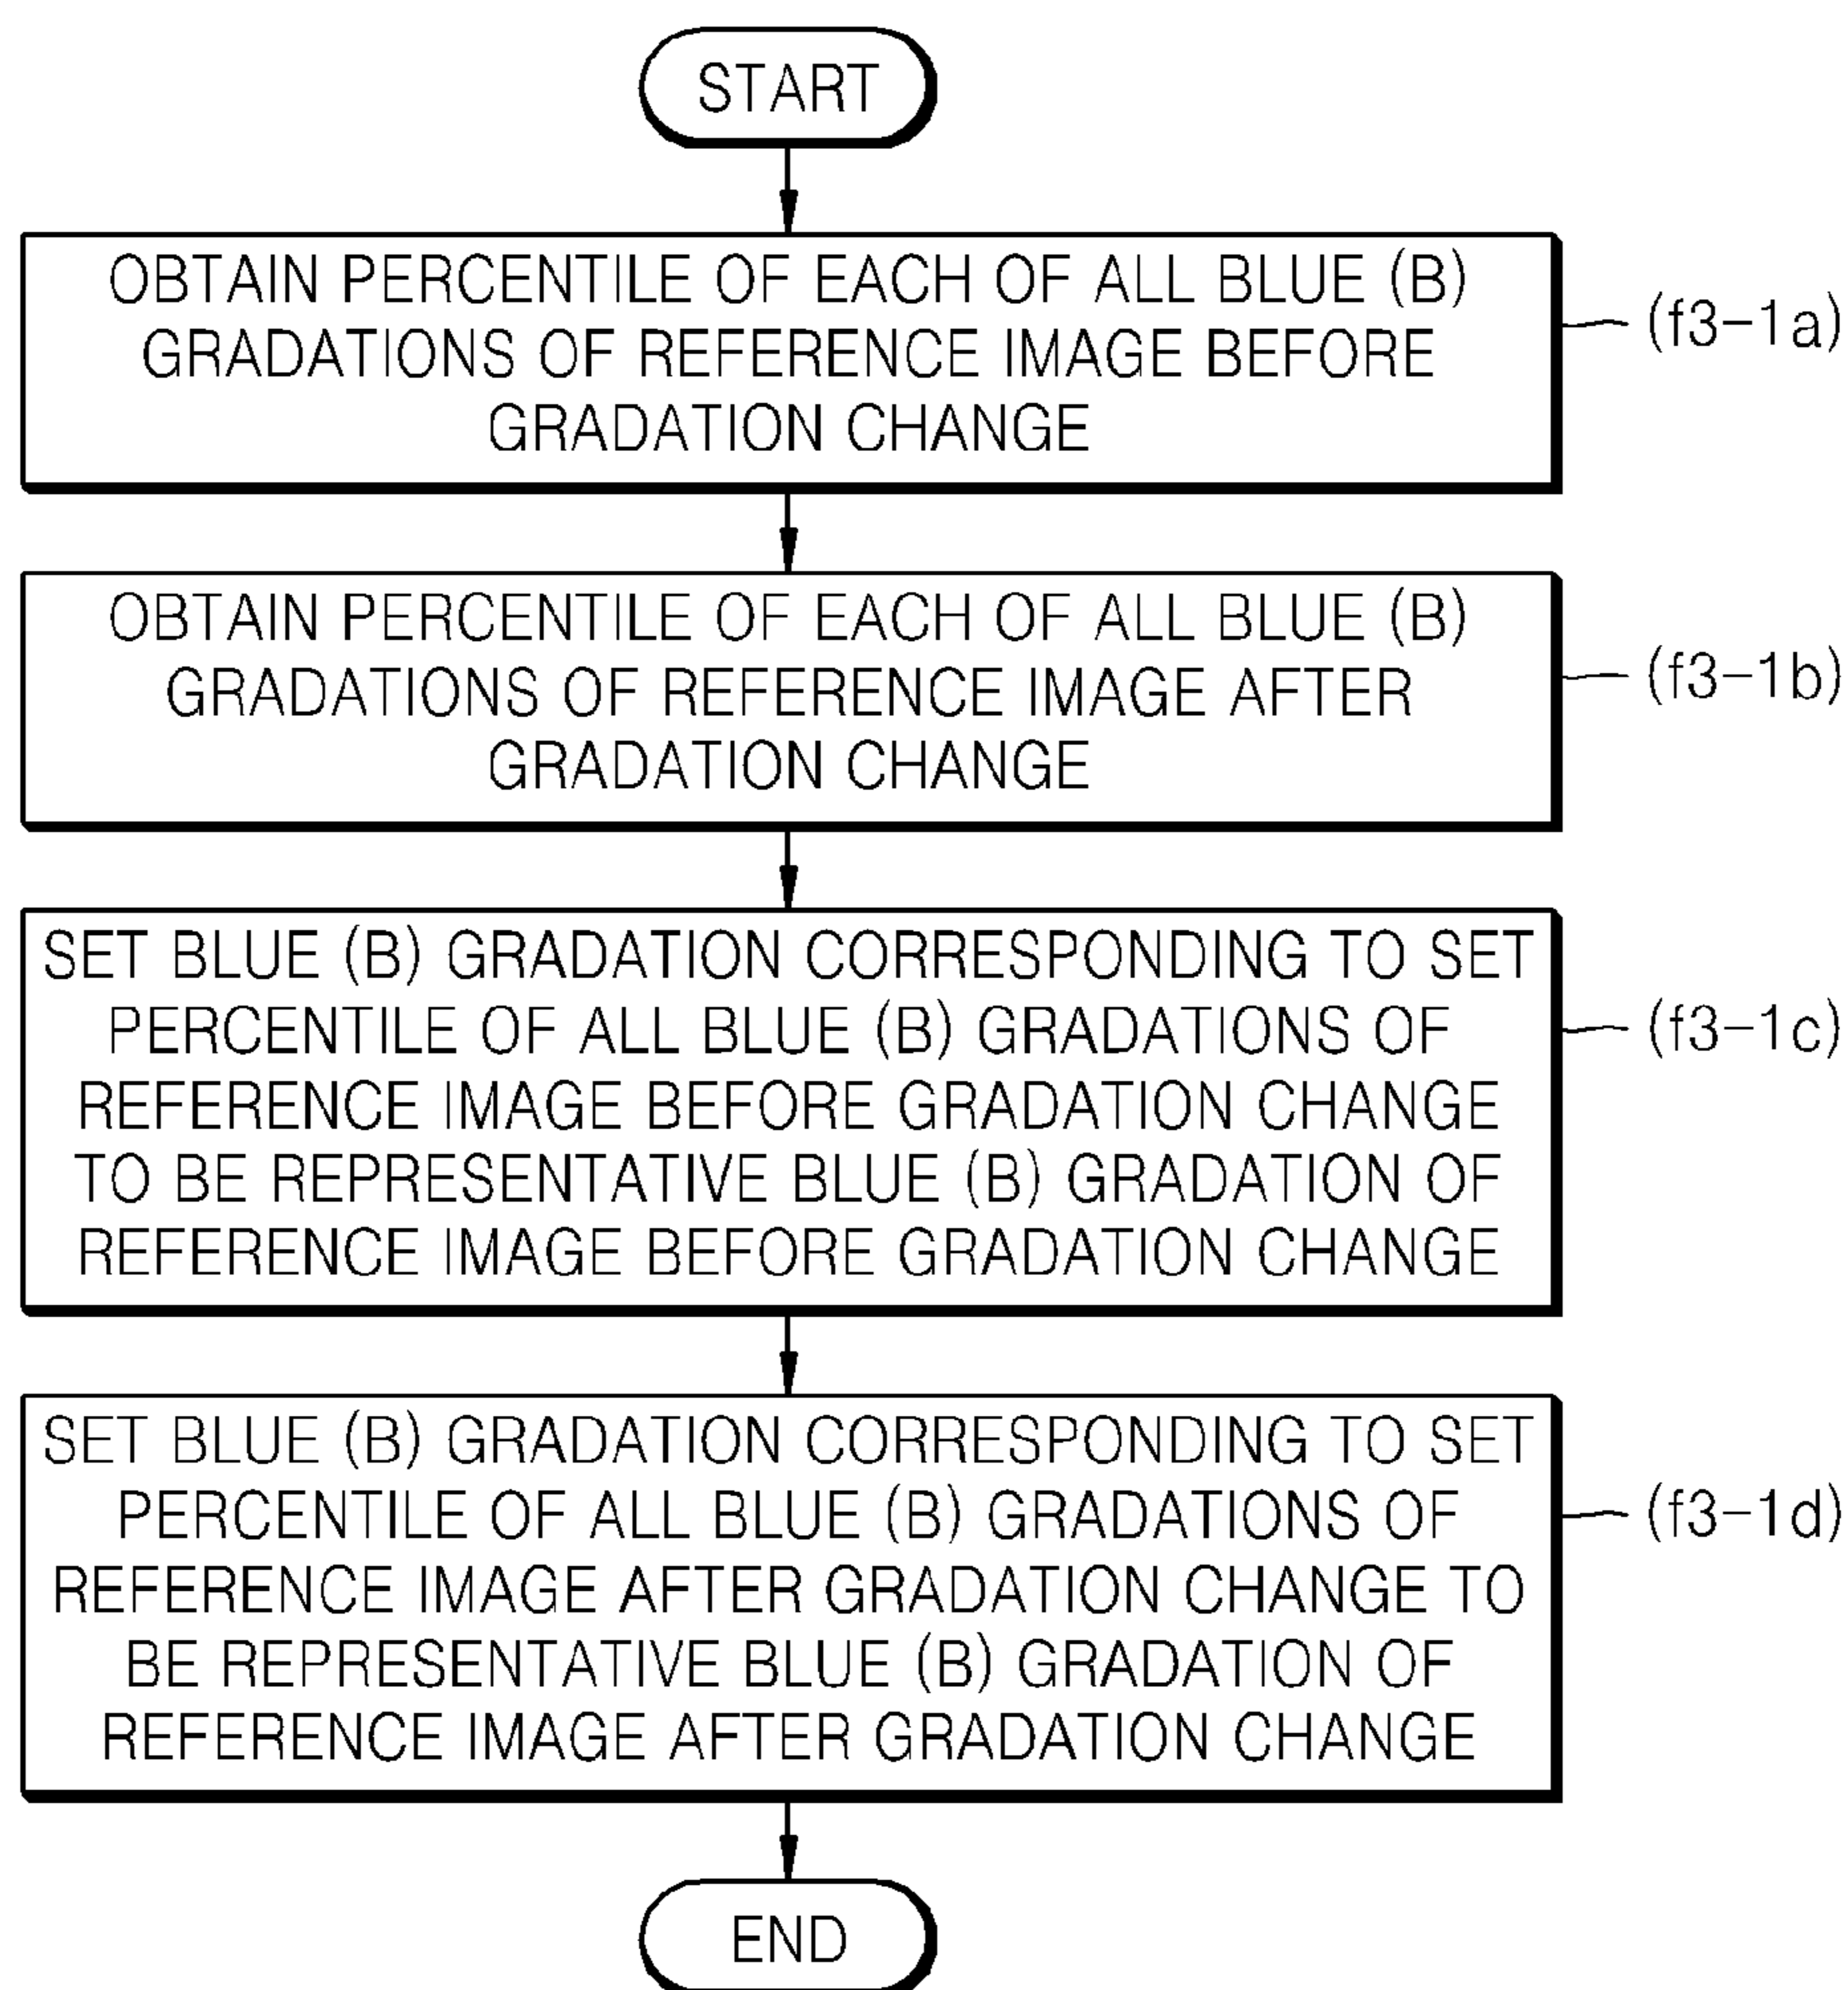 START
OBTAIN PERCENTILE OF EACH OF ALL BLUE (B)
GRADATIONS OF REFERENCE IMAGE BEFORE
GRADATION CHANGE
(f3-1a)
OBTAIN PERCENTILE OF EACH OF ALL BLUE (B)
GRADATIONS OF REFERENCE IMAGE AFTER
GRADATION CHANGE
(f3-1b)
SET BLUE (B) GRADATION CORRESPONDING TO SET
PERCENTILE OF ALL BLUE (B) GRADATIONS OF
REFERENCE IMAGE BEFORE GRADATION CHANGE
TO BE REPRESENTATIVE BLUE (B) GRADATION OF
REFERENCE IMAGE BEFORE GRADATION CHANGE
(f3-1c)
SET BLUE (B) GRADATION CORRESPONDING TO SET
PERCENTILE OF ALL BLUE (B) GRADATIONS OF
REFERENCE IMAGE AFTER GRADATION CHANGE TO
BE REPRESENTATIVE BLUE (B) GRADATION OF
REFERENCE IMAGE AFTER GRADATION CHANGE
(f3-1d)
END